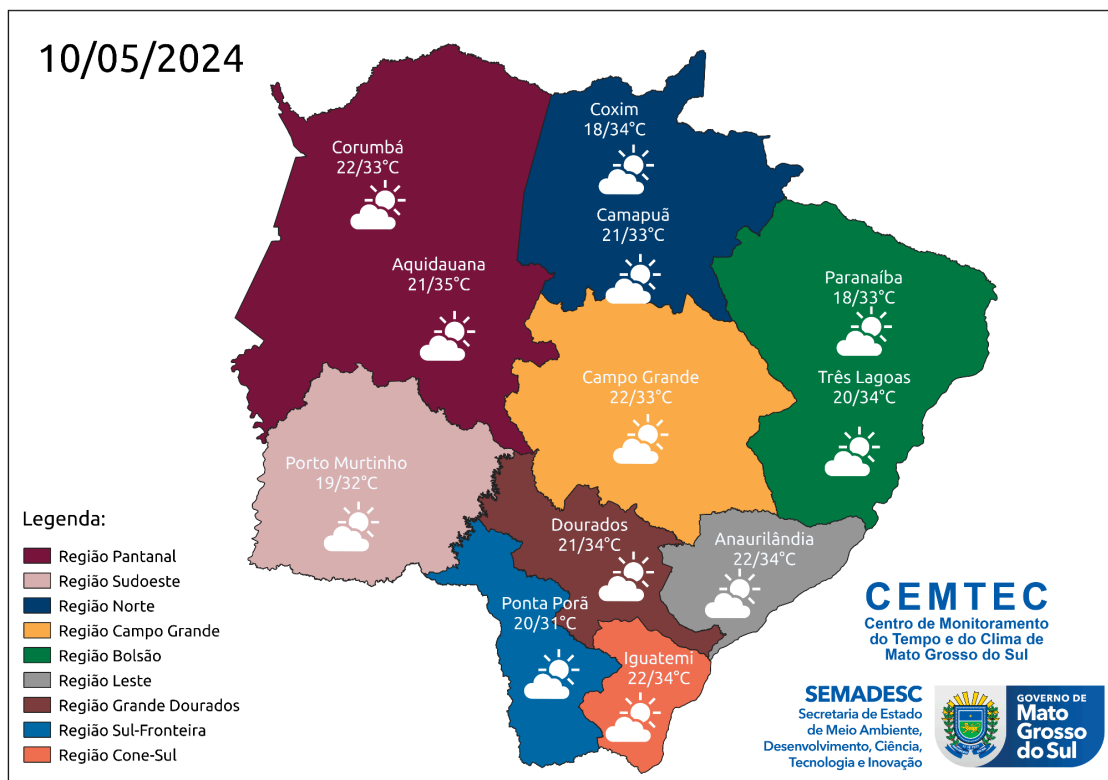 10/05/2024
Coxim
18/34°C
Corumbá
22/33°C
Camapuã
21/33°C
Aquidauana
21/35°C
Paranaíba
18/33°C
Campo Grande
22/33°C
Três Lagoas
20/34°C
Porto Murtinho
19/32°C
Dourados
21/34°C
Anaurilândia
22/34°C
Ponta Porã
20/31°C
Iguatemi
22/34°C
Legenda:
Região Pantanal
Região Sudoeste
Região Norte
Região Campo Grande
Região Bolsão
Região Leste
Região Grande Dourados
Região Sul-Fronteira
Região Cone-Sul
CEMTEC
Centro de Monitoramento
do Tempo e do Clima de
Mato Grosso do Sul
SEMADESC
Secretaria de Estado
de Meio Ambiente,
Desenvolvimento, Ciência,
Tecnologia e Inovação
GOVERNO DE
Mato
Grosso
do Sul